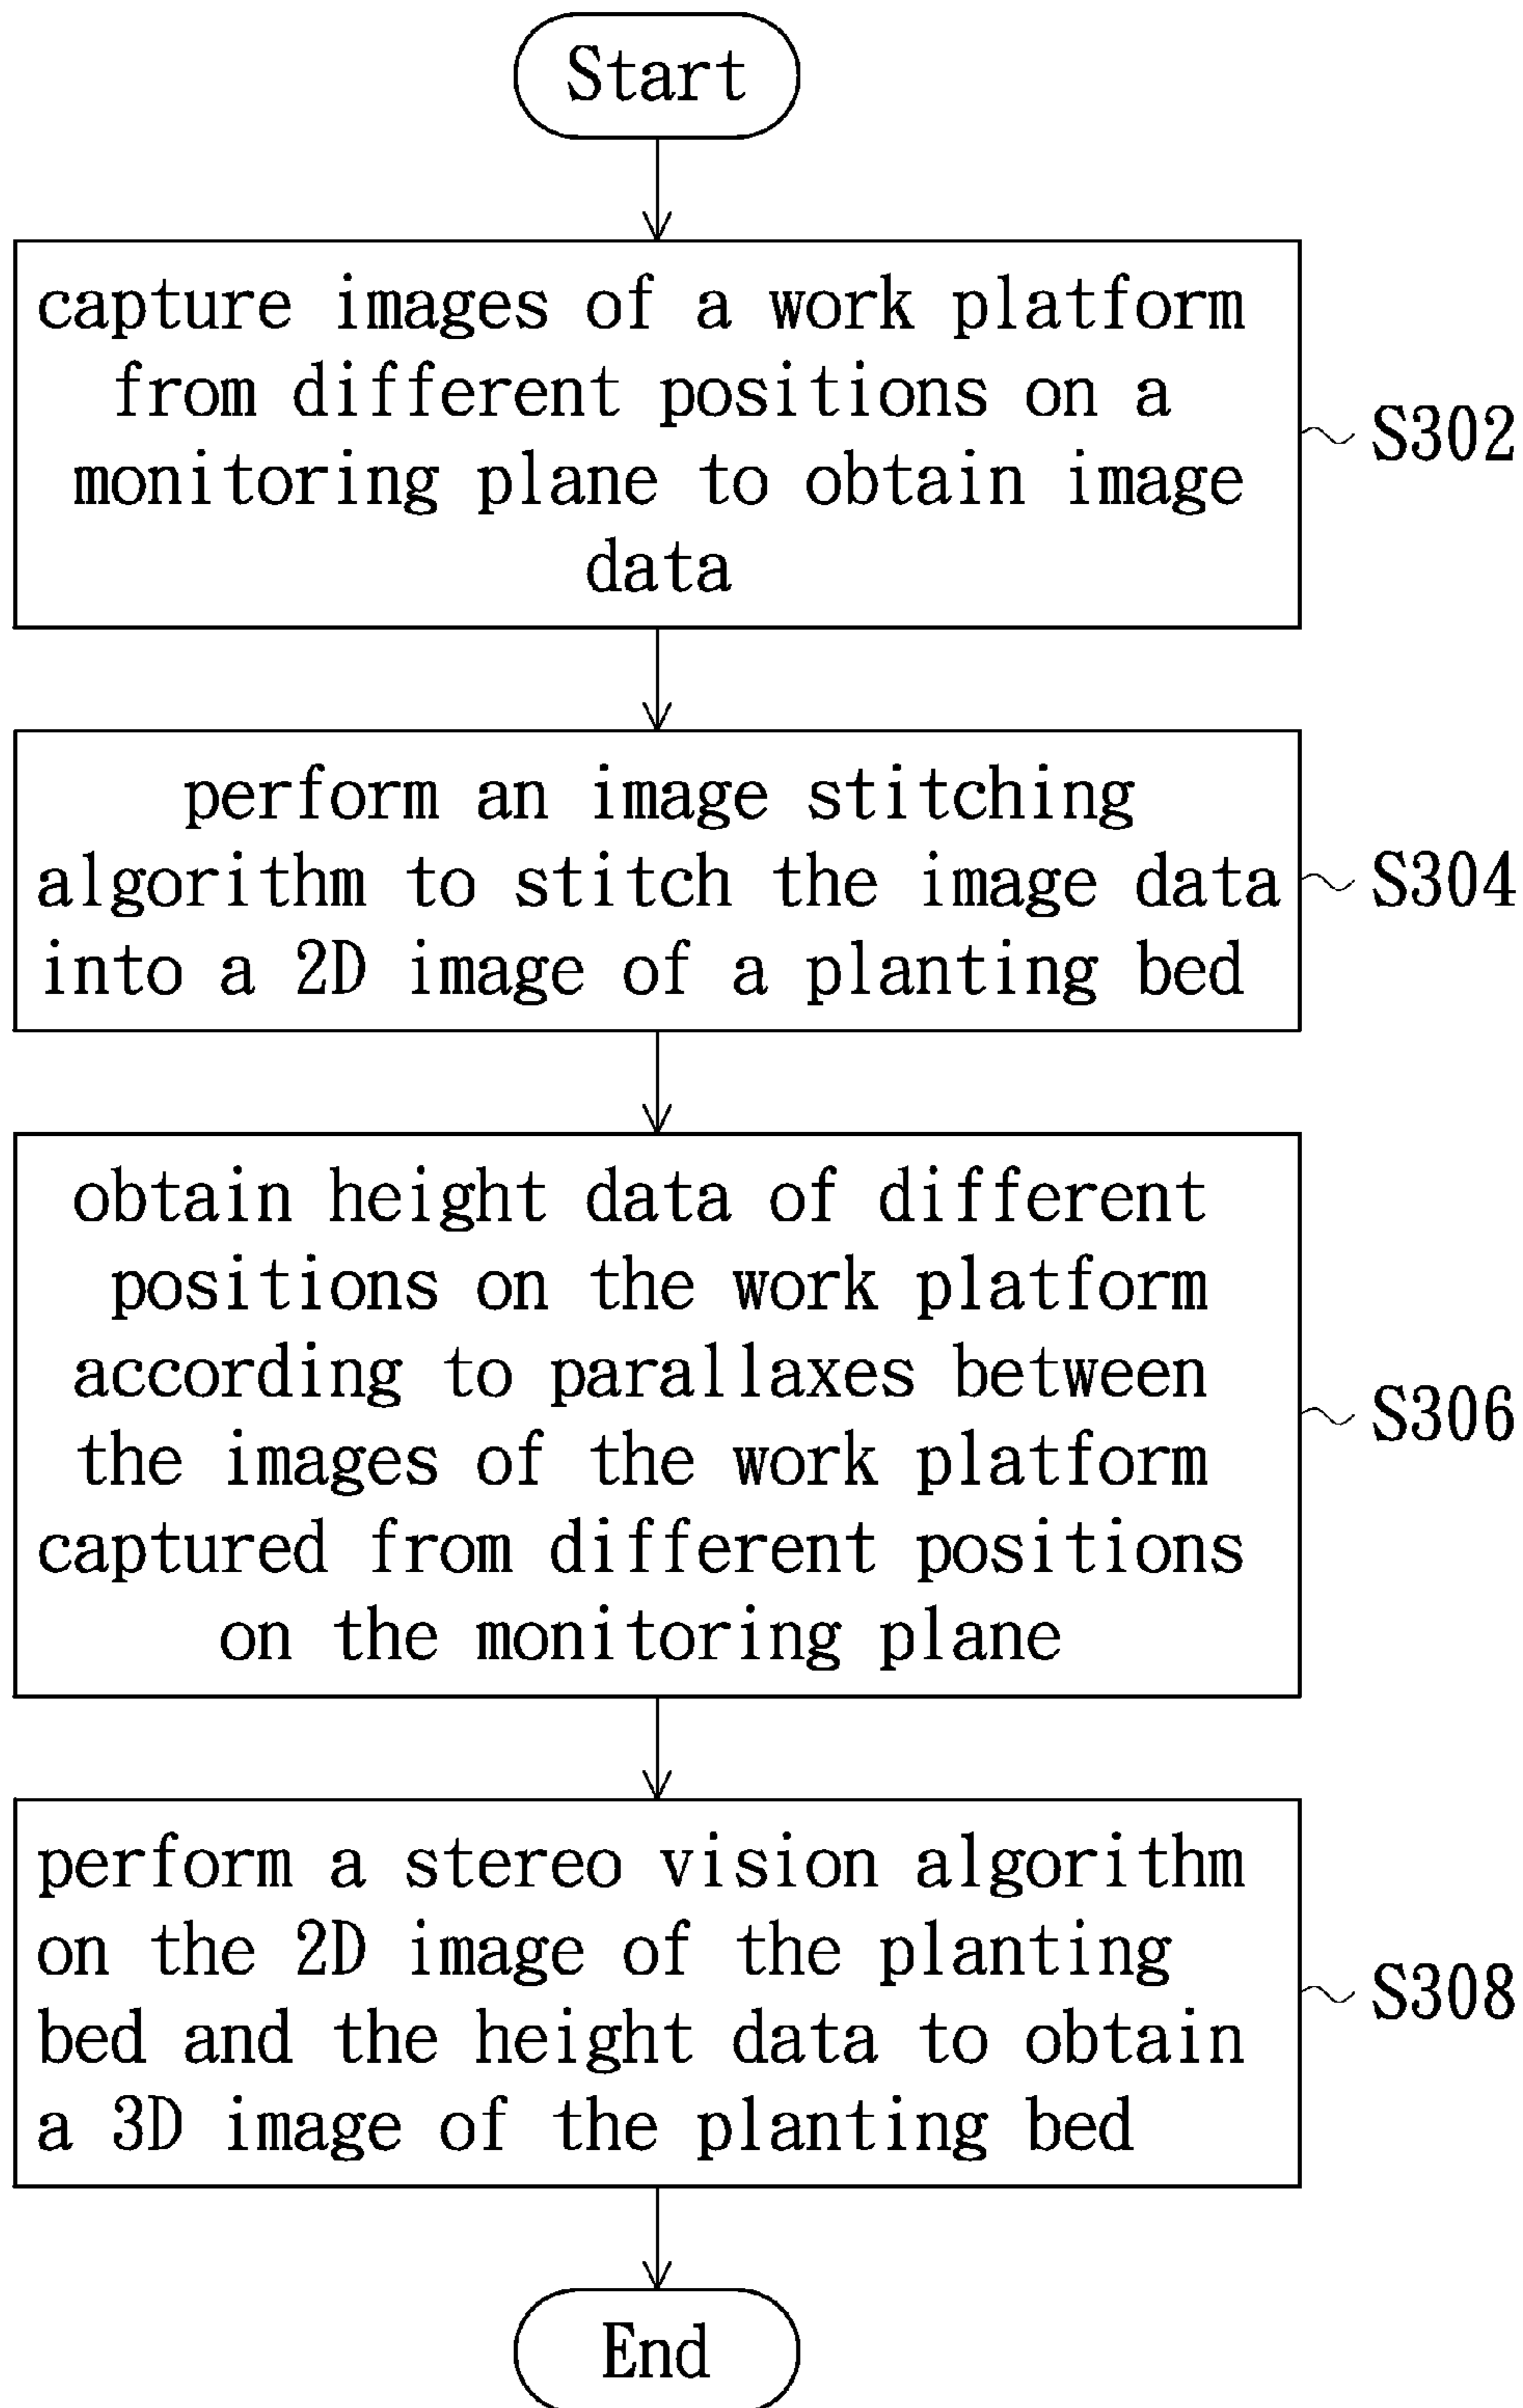 Start
capture images of a work platform
from different positions on a
monitoring plane to obtain image
data
S302
perform an image stitching
algorithm to stitch the image data
into a 2D image of a planting bed
S304
obtain height data of different
positions on the work platform
according to parallaxes between
the images of the work platform
captured from different positions
on the monitoring plane
S306
perform a stereo vision algorithm
on the 2D image of the planting
bed and the height data to obtain
a 3D image of the planting bed
S308
End